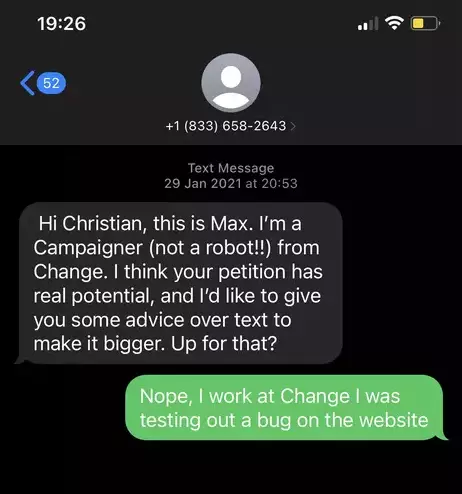 19:26
52
+1 (833) 658-2643
Text Message
29 Jan 2021 at 20:53
Hi Christian, this is Max. I'm a
Campaigner (not a robot!!) from
Change. I think your petition has
real potential, and I'd like to give
you some advice over text to
make it bigger. Up for that?
Nope, I work at Change I was
testing out a bug on the website